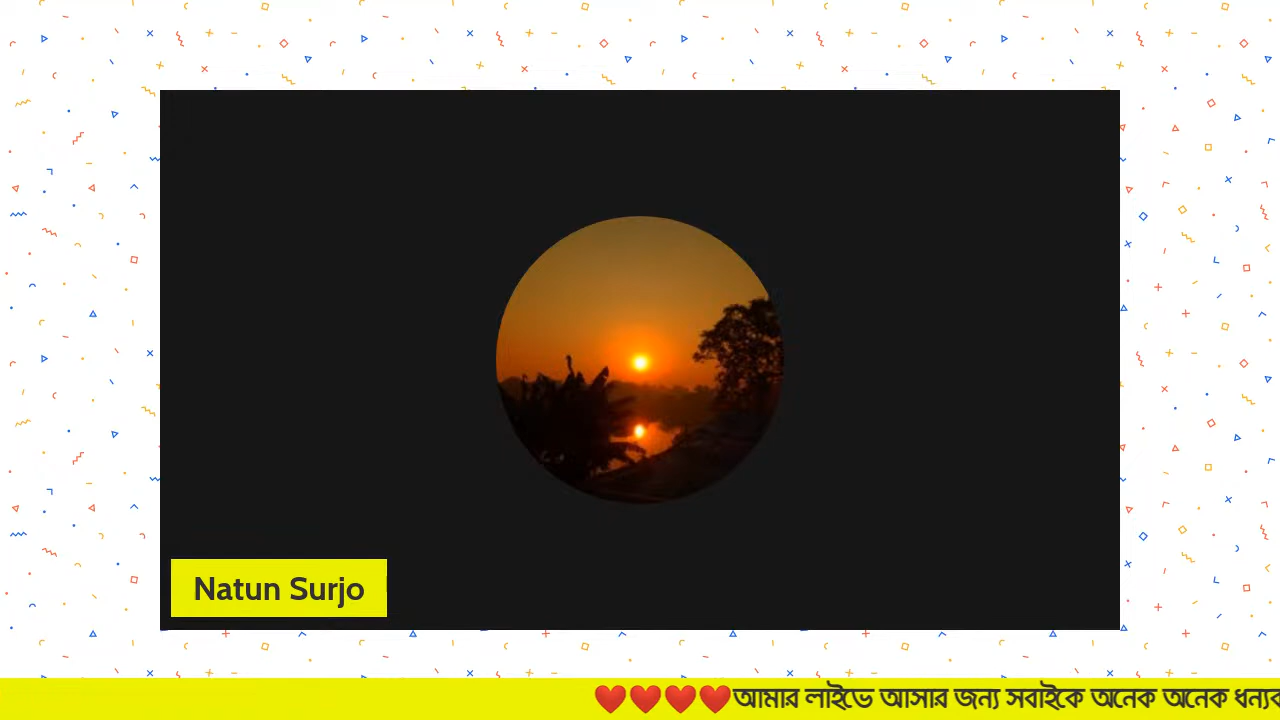 Natun Surjo
❤️❤️❤️❤️আমার লাইভে আসার জন্য সবাইকে অনেক অনেক